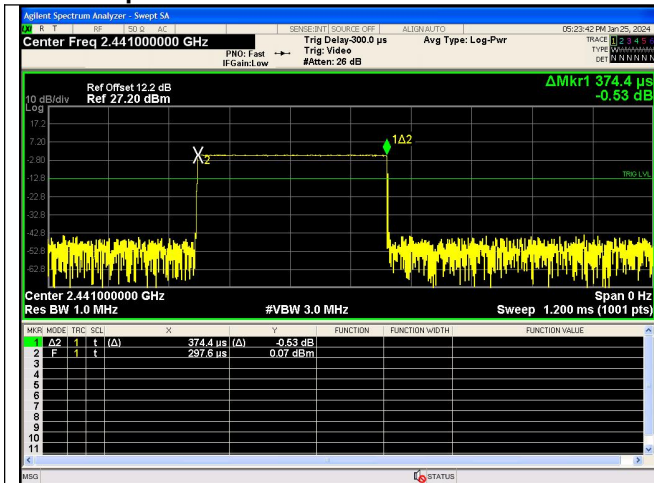 Agilent Spectrum Analyzer - Swept SA
R T RF 50 Ω AC SENSE:INT SOURCE OFF ALIGN AUTO 05:23:42 PM Jan 25, 2024
Center Freq 2.441000000 GHz
PNO: Fast
IFGain:Low
Trig Delay-300.0 µs
Trig: Video
#Atten: 26 dB
Avg Type: Log-Pwr
TRACE 1 2 3 4 5
TYPE
DET N N N N N
ΔMkr1 374.4 µs
-0.53 dB
Ref Offset 12.2 dB
10 dB/div Ref 27.20 dBm
Log
17.2
7.20
1Δ2
X2
-2.80
-12.8
TRIG LVL
-22.8
-32.8
-42.8
-52.8
-62.8
Center 2.441000000 GHz Span 0 Hz
Res BW 1.0 MHz #VBW 3.0 MHz Sweep 1.200 ms (1001 pts)
MKR MODE TRC SCL X Y FUNCTION FUNCTION WIDTH FUNCTION VALUE
1 Δ2 1 t (Δ) 374.4 µs (Δ) -0.53 dB
2 F 1 t 297.6 µs 0.07 dBm
3
4
5
6
7
8
9
10
11
MSG STATUS